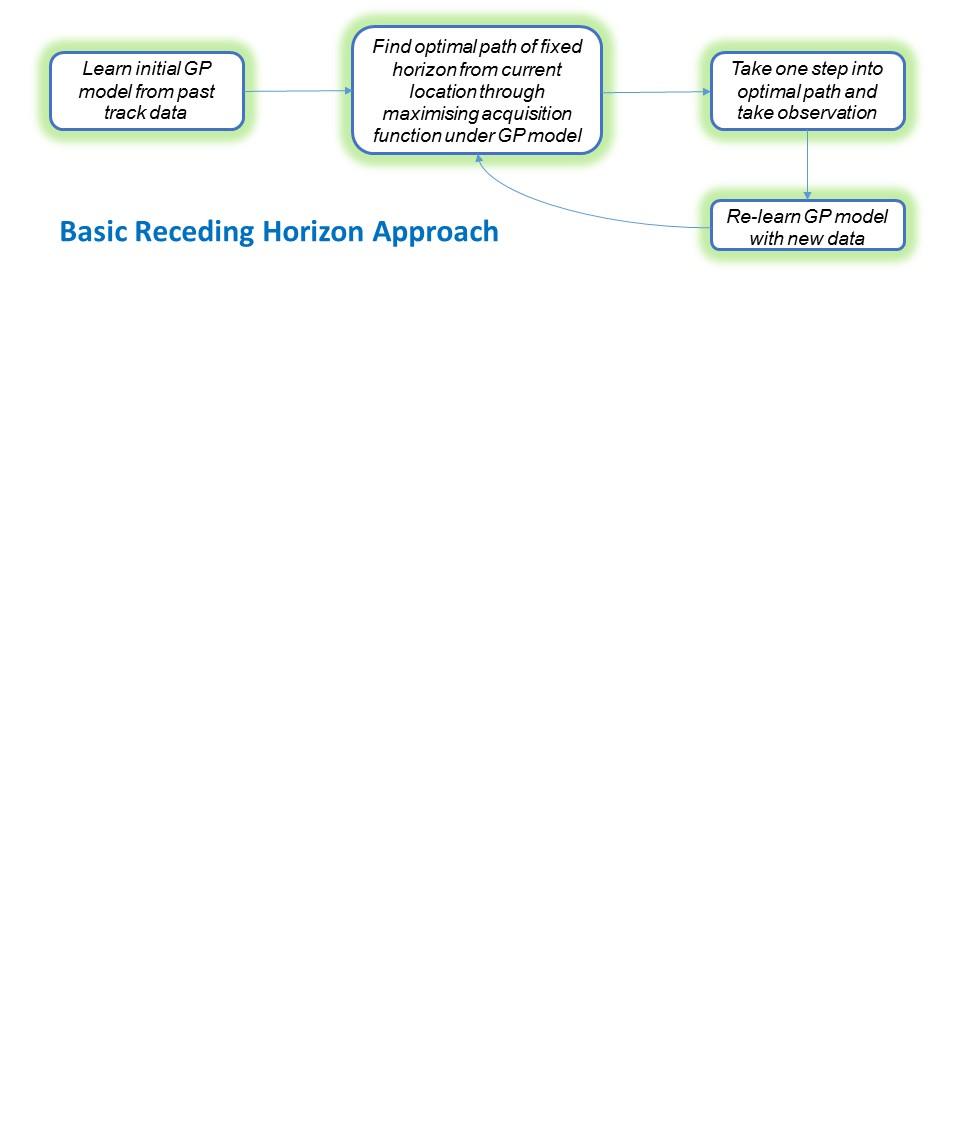 Learn initial GP
model from past
track data
Find optimal path of fixed
horizon from current
location through
maximising acquisition
function under GP model
Take one step into
optimal path and
take observation
Re-learn GP model
with new data
Basic Receding Horizon Approach